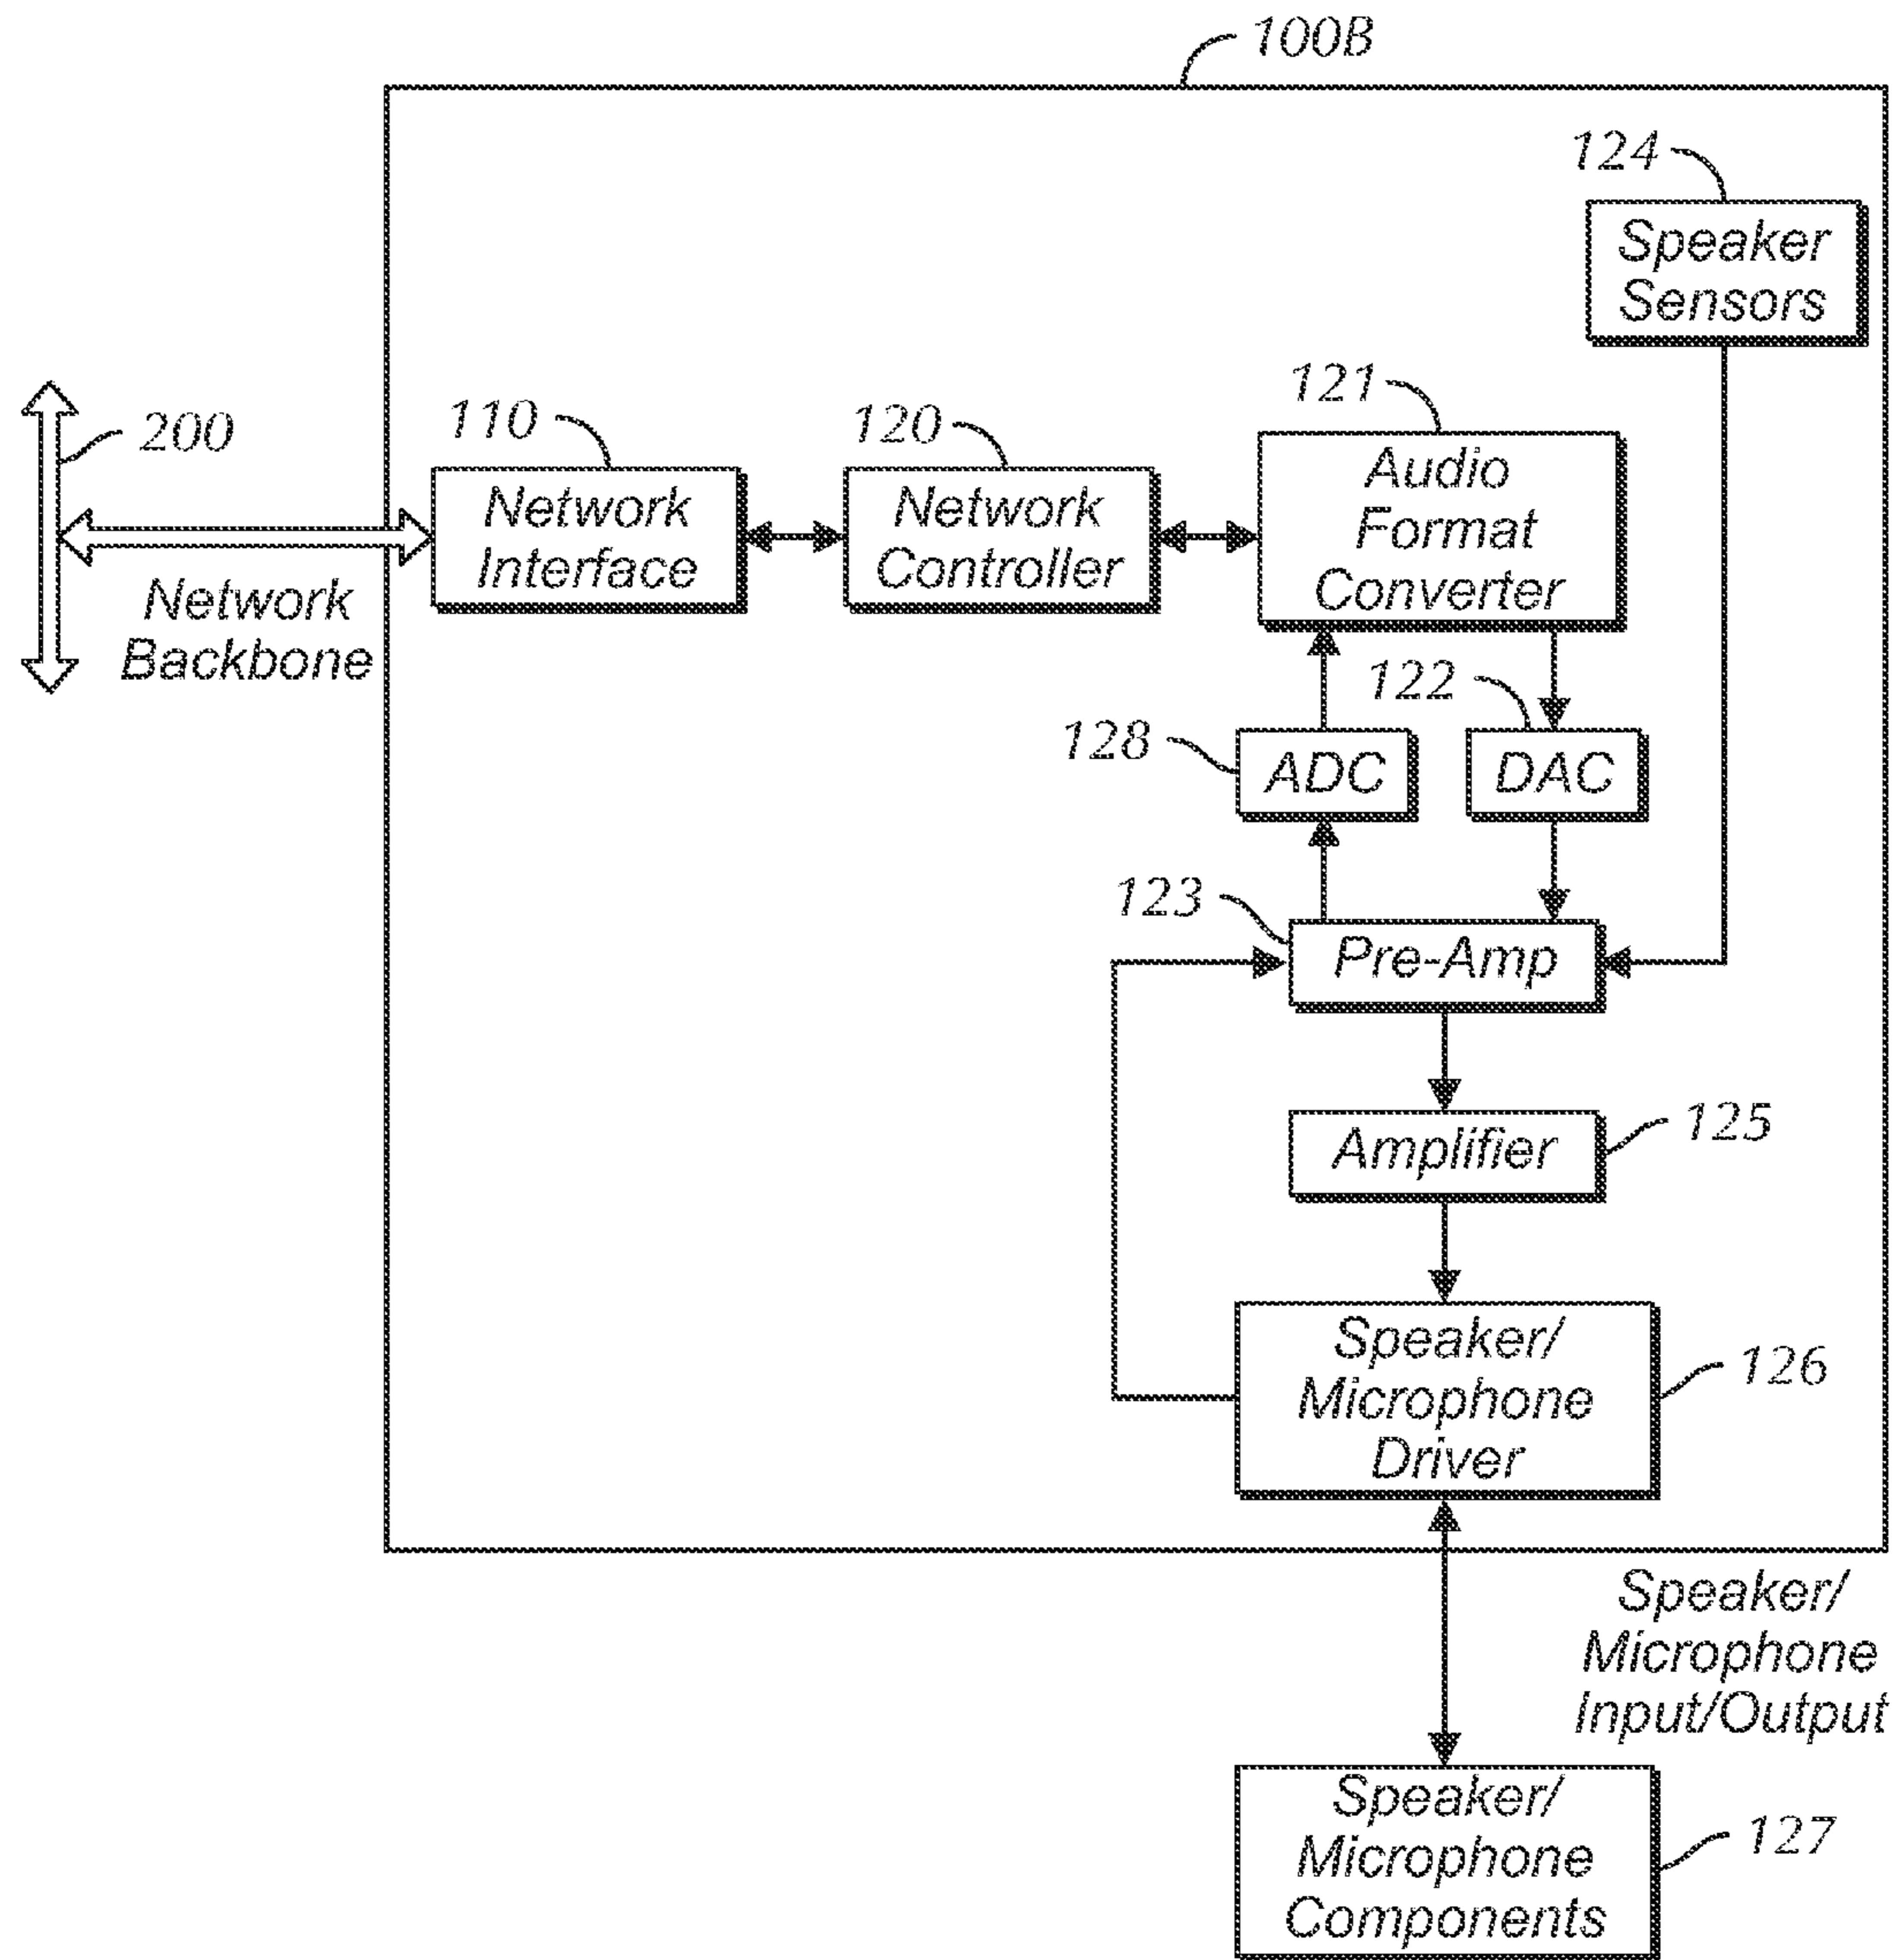 100B
124
Speaker
Sensors
200
110
Network
Interface
120
Network
Controller
121
Audio
Format
Converter
Network
Backbone
128
ADC
122
DAC
123
Pre-Amp
Amplifier
125
Speaker/
Microphone
Driver
126
Speaker/
Microphone
Input/Output
Speaker/
Microphone
Components
127